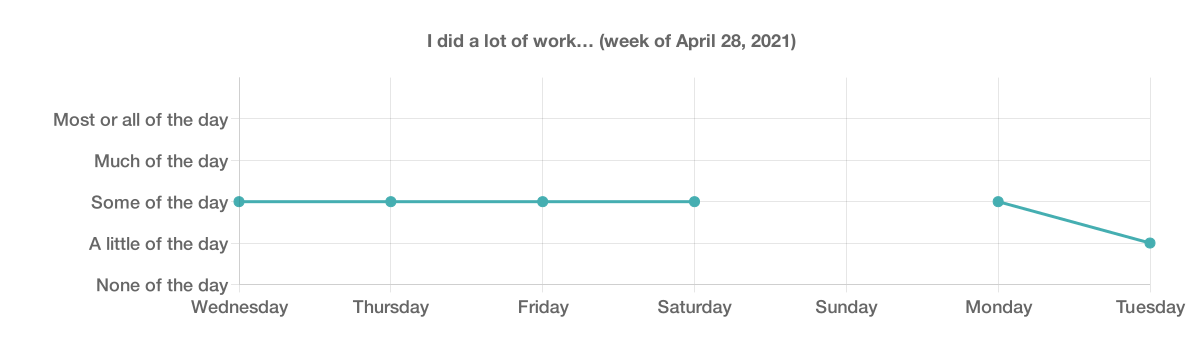 I did a lot of work… (week of April 28, 2021)
Most or all of the day
Much of the day
Some of the day
A little of the day
None of the day
Wednesday Thursday Friday Saturday Sunday Monday Tuesday